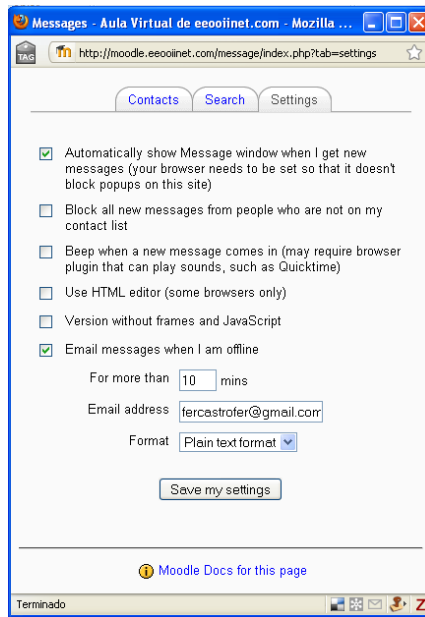 Messages - Aula Virtual de eeooiinet.com - Mozilla ...
TAG
http://moodle.eeooiinet.com/message/index.php?tab=settings
Contacts Search Settings
Automatically show Message window when I get new
messages (your browser needs to be set so that it doesn't
block popups on this site)
Block all new messages from people who are not on my
contact list
Beep when a new message comes in (may require browser
plugin that can play sounds, such as Quicktime)
Use HTML editor (some browsers only)
Version without frames and JavaScript
Email messages when I am offline
For more than 10 mins
Email address fercastrofer@gmail.com
Format Plain text format
Save my settings
Moodle Docs for this page
Terminado